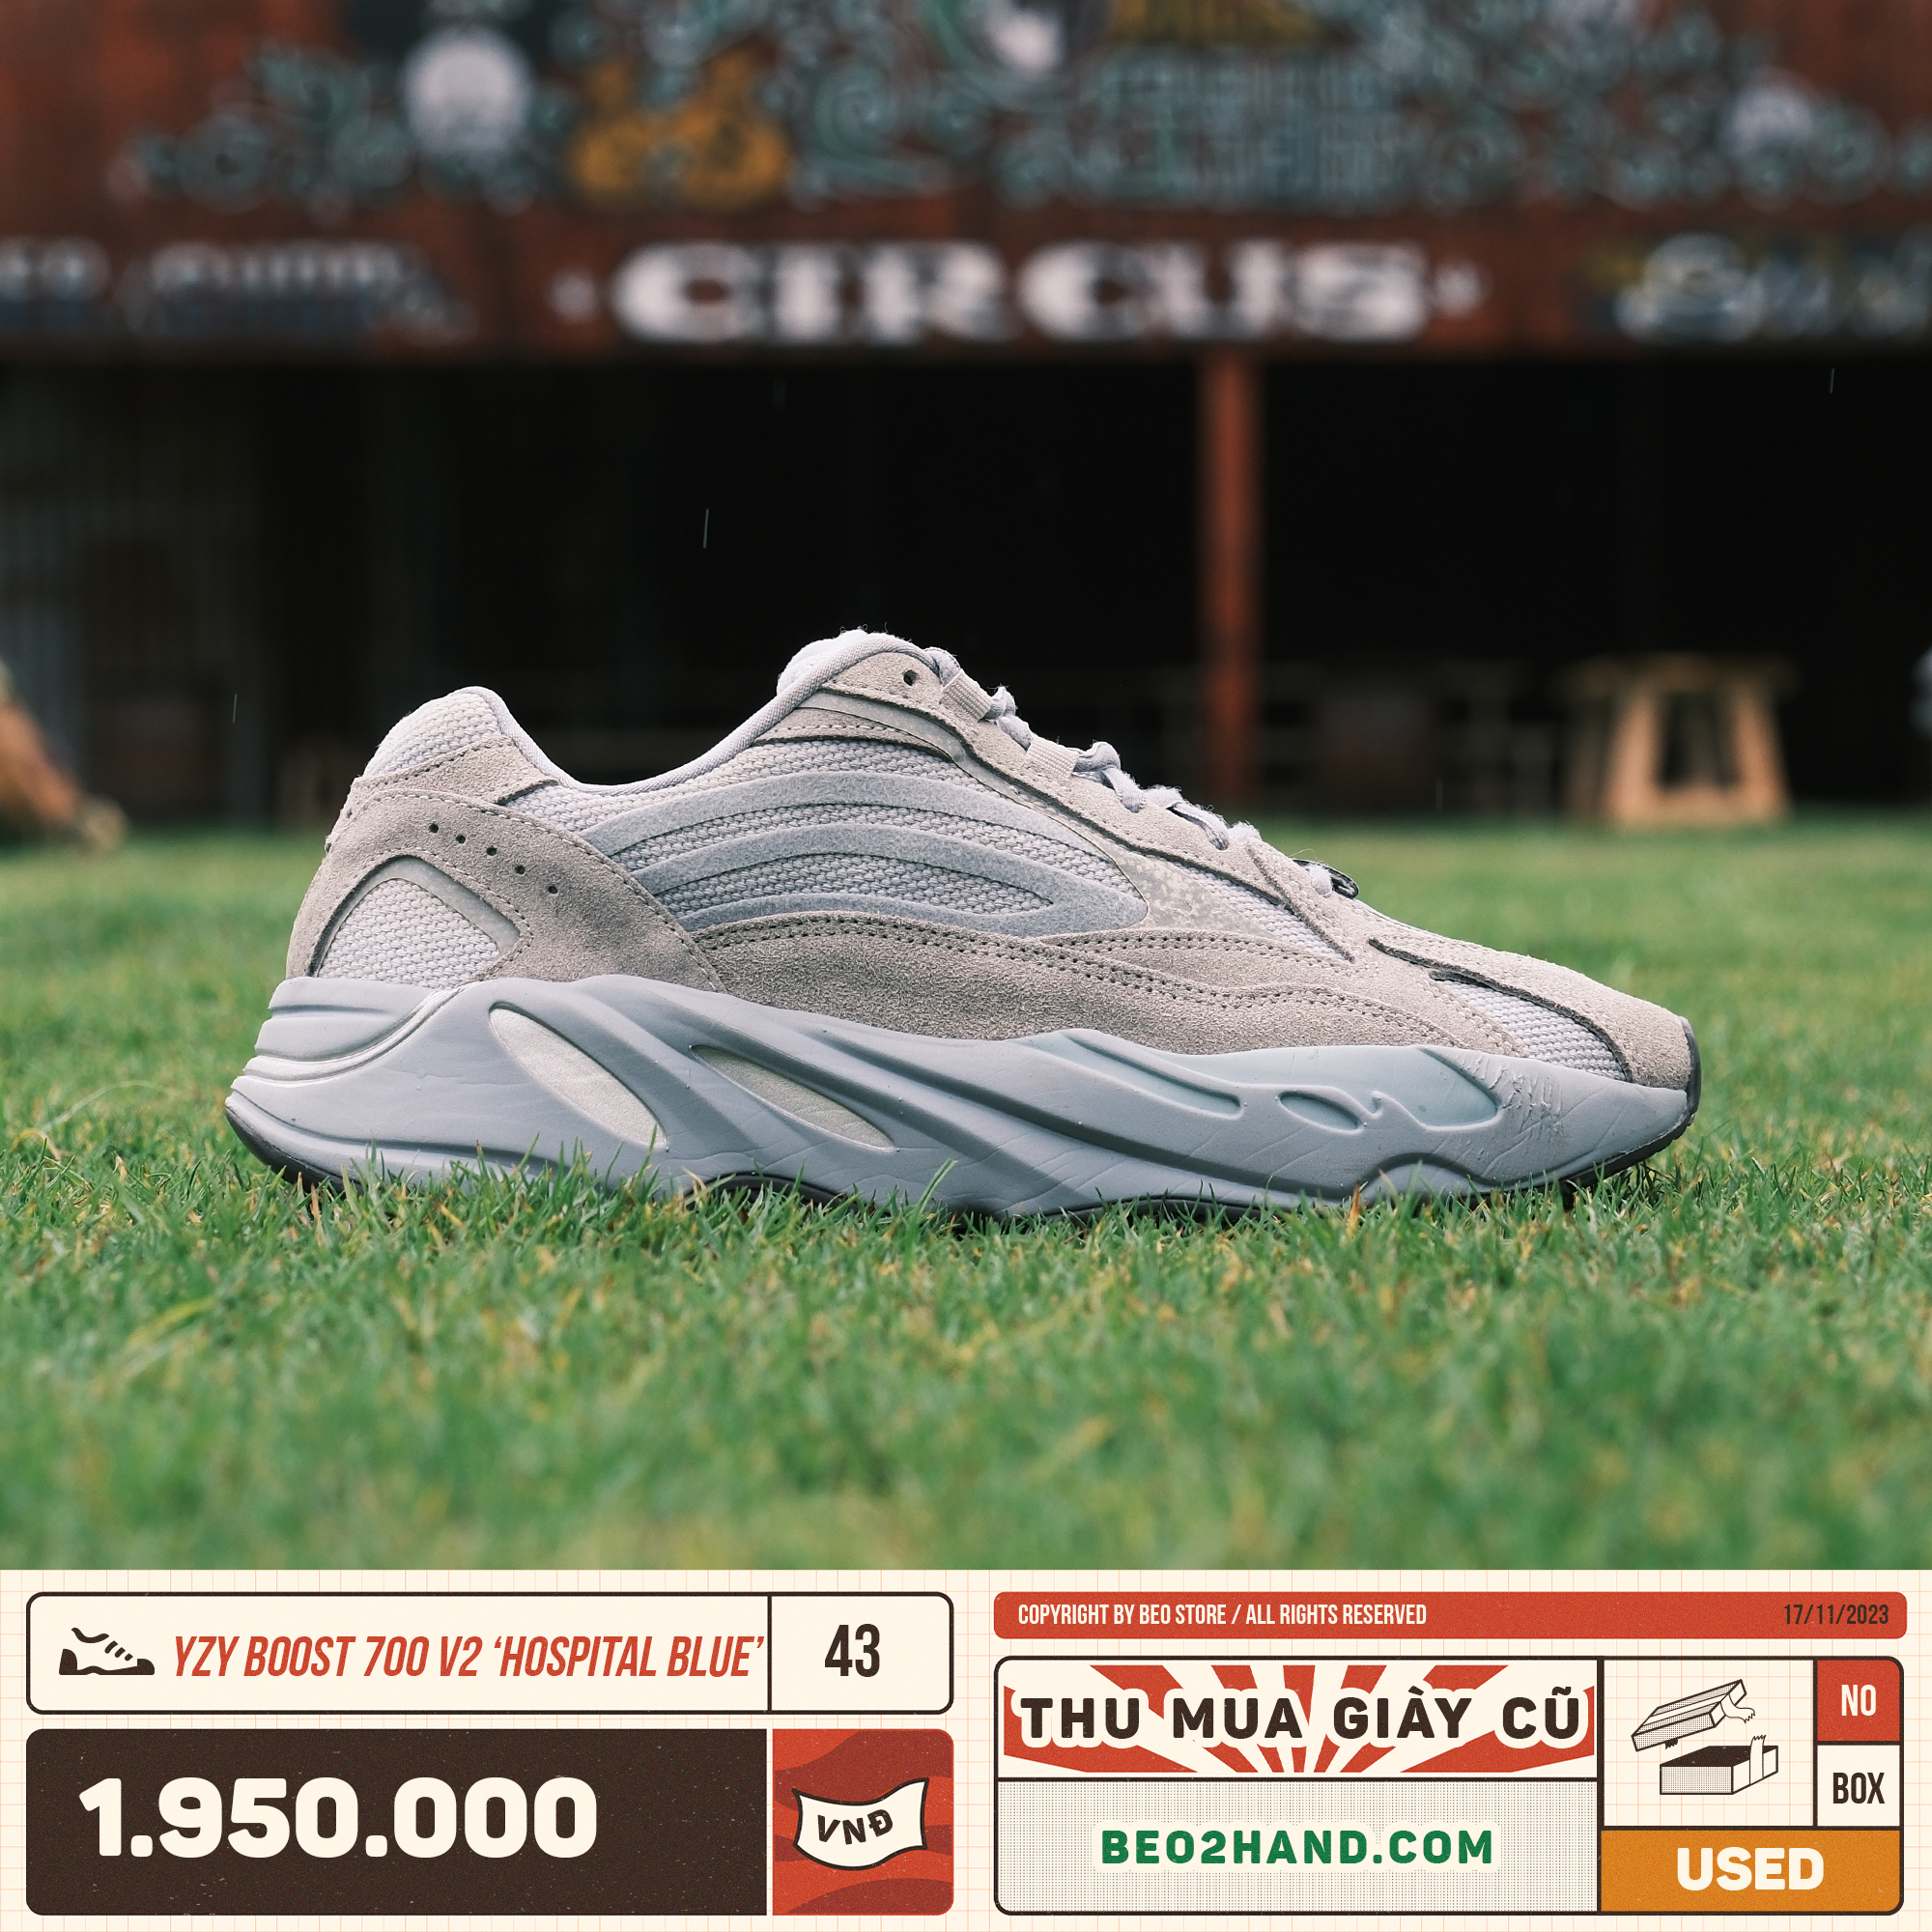 CIRCUS
YZY BOOST 700 V2 ‘HOSPITAL BLUE’
43
1.950.000
VNĐ
COPYRIGHT BY BEO STORE / ALL RIGHTS RESERVED
17/11/2023
THU MUA GIÀY CŨ
BEO2HAND.COM
NO
BOX
USED